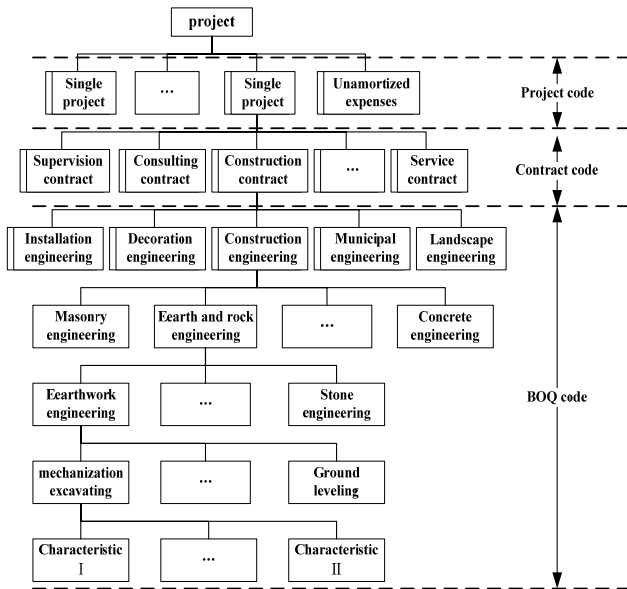 project
Single
project
...
Single
project
Unamortized
expenses
Project code
Supervision
contract
Consulting
contract
Construction
contract
...
Service
contract
Contract code
Installation
engineering
Decoration
engineering
Construction
engineering
Municipal
engineering
Landscape
engineering
Masonry
engineering
Eearth and rock
engineering
...
Concrete
engineering
Eearthwork
engineering
...
Stone
engineering
BOQ code
mechanization
excavating
...
Ground
leveling
Characteristic
I
...
Characteristic
II